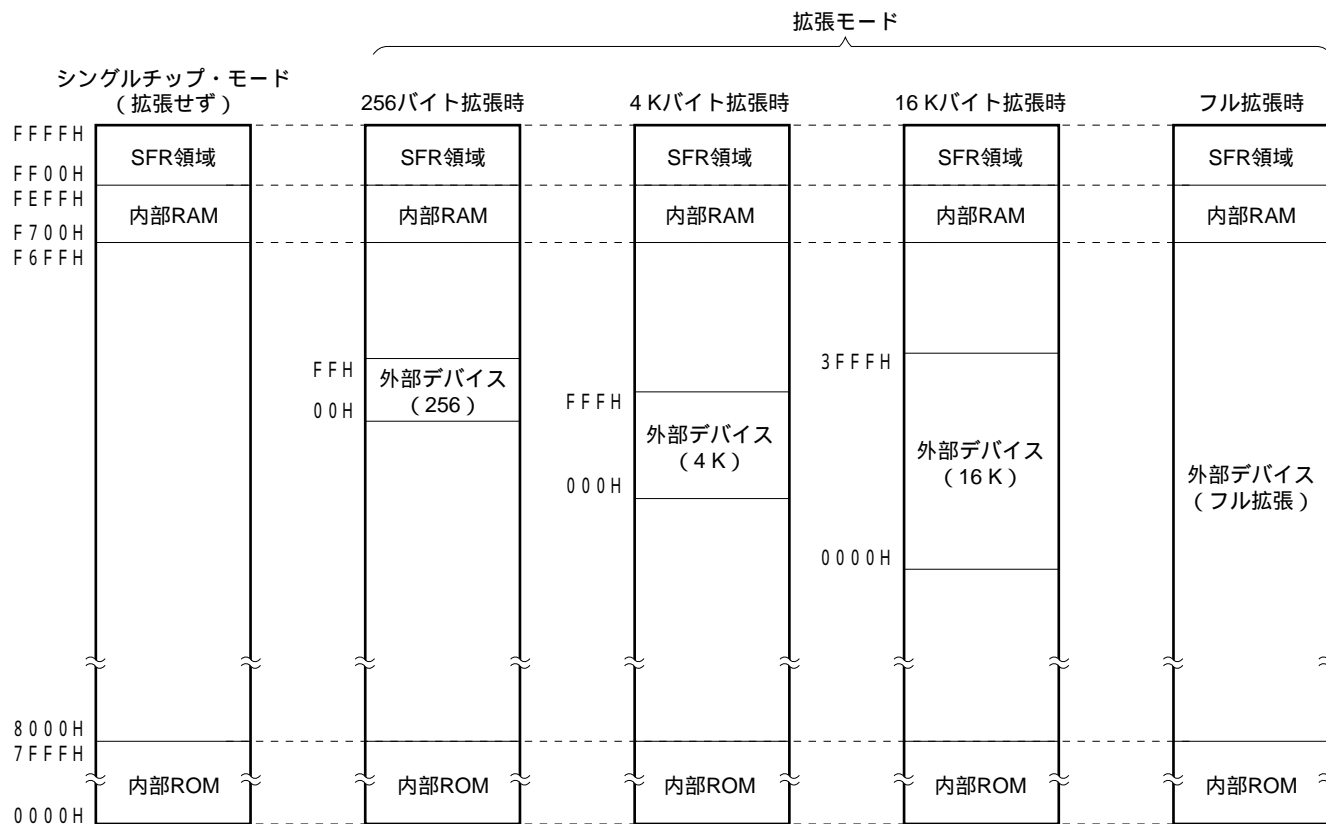 拡張モード
シングルチップ・モード
（拡張せず）
256バイト拡張時
4 Kバイト拡張時
16 Kバイト拡張時
フル拡張時
FFFFH
FF00H
FEFFH
F700H
F6FFH
8000H
7FFFH
0000H
SFR領域
内部RAM
内部ROM
SFR領域
内部RAM
FFH
00H
外部デバイス
（256）
内部ROM
SFR領域
内部RAM
FFFH
000H
外部デバイス
（4 K）
内部ROM
SFR領域
内部RAM
3FFFH
0000H
外部デバイス
（16 K）
内部ROM
SFR領域
内部RAM
外部デバイス
（フル拡張）
内部ROM